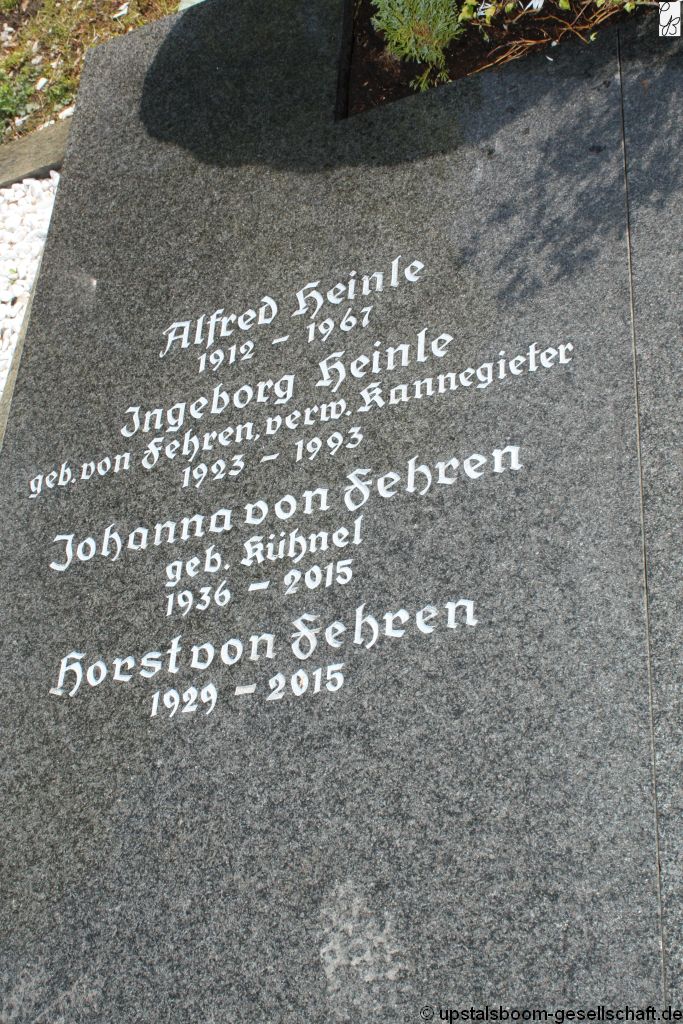 Alfred Heinle
1912 - 1967
Ingeborg Heinle
geb. von Fehren, verw. Kannegieter
1923 - 1993
Johanna von Fehren
geb. Kühnel
1936 - 2015
Horst von Fehren
1929 - 2015
© upstalsboom-gesellschaft.de